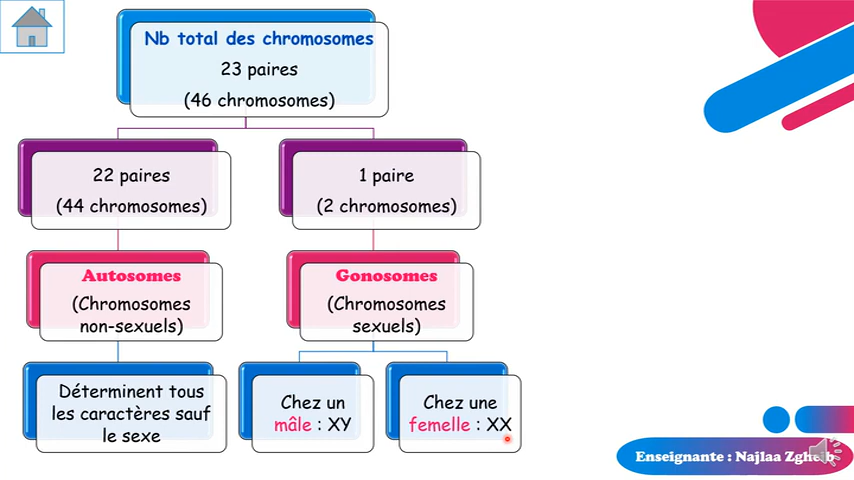 Nb total des chromosomes
23 paires
(46 chromosomes)
22 paires
(44 chromosomes)
1 paire
(2 chromosomes)
Autosomes
(Chromosomes
non-sexuels)
Gonosomes
(Chromosomes
sexuels)
Déterminent tous
les caractères sauf
le sexe
Chez un
mâle : XY
Chez une
femelle : XX
Enseignante : Najlaa Zgheib